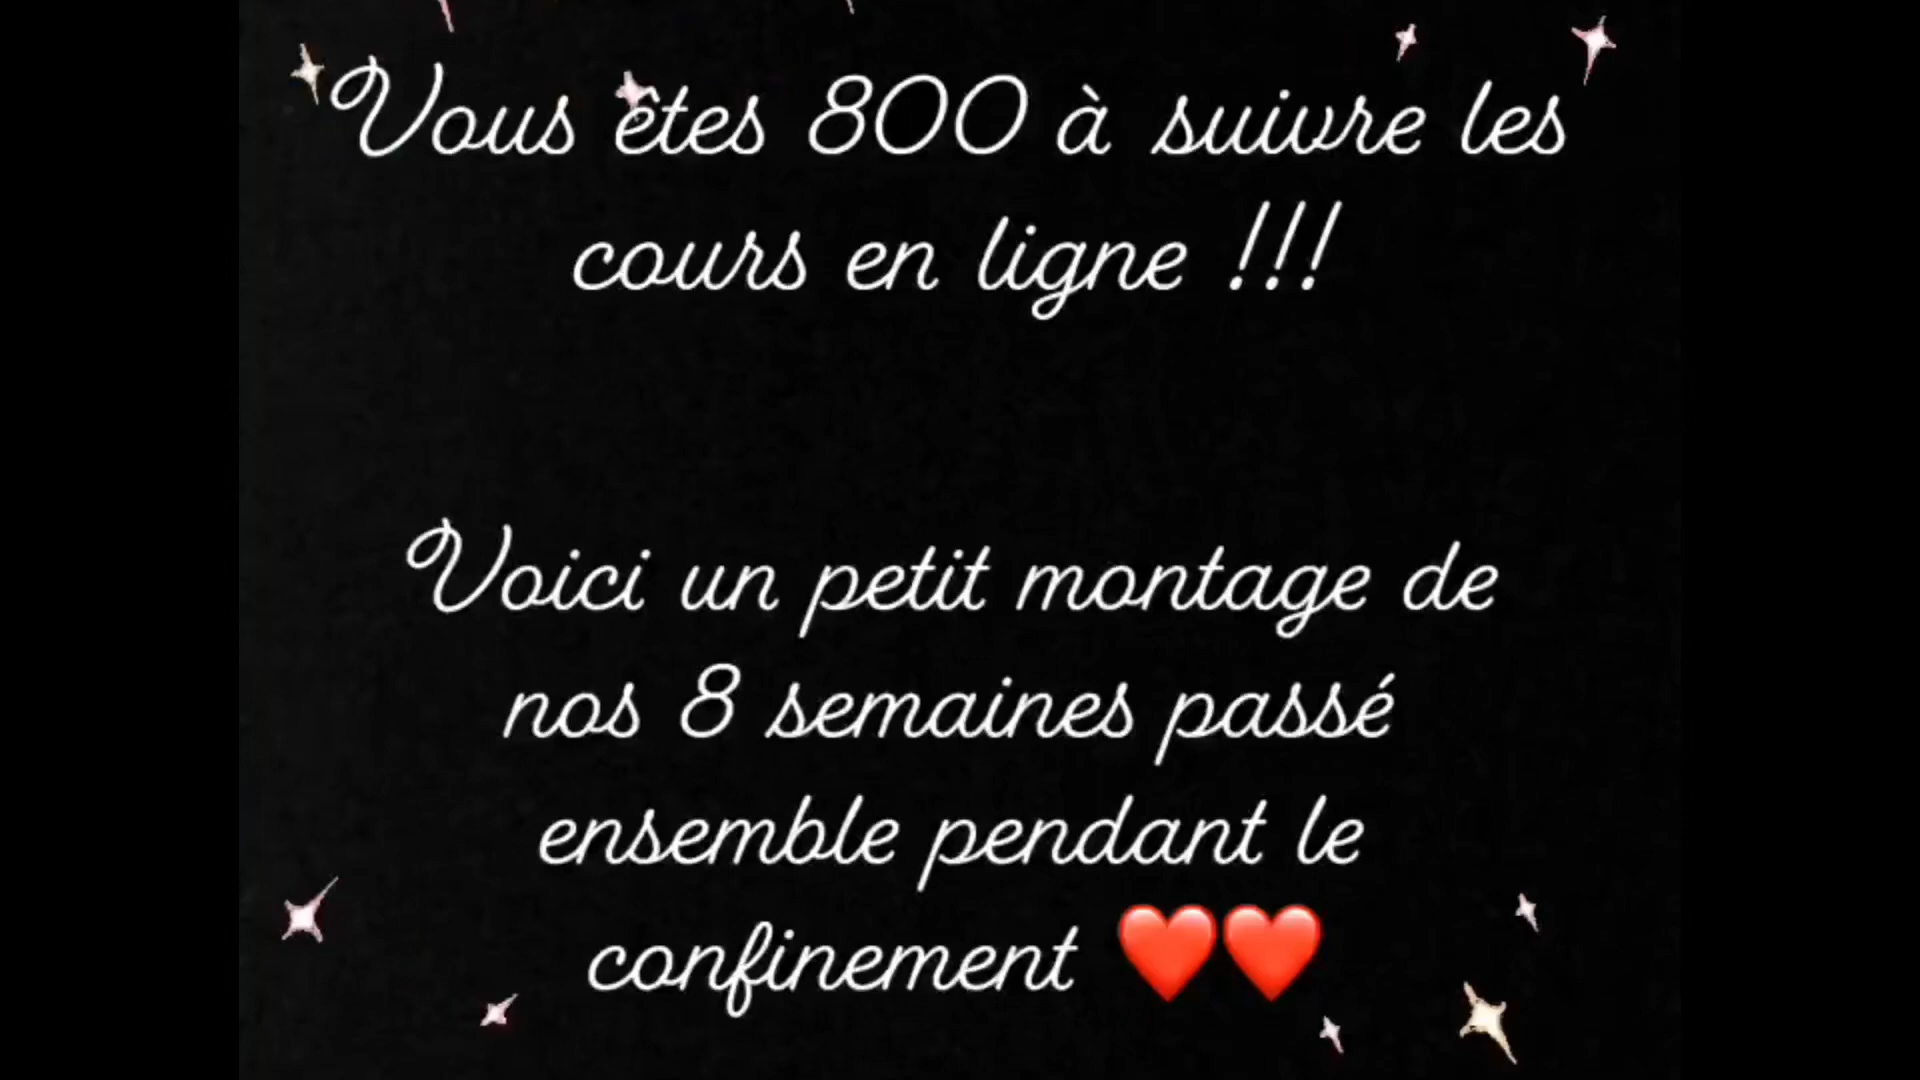 Vous êtes 800 à suivre les
cours en ligne !!!
Voici un petit montage de
nos 8 semaines passé
ensemble pendant le
confinement ❤️❤️